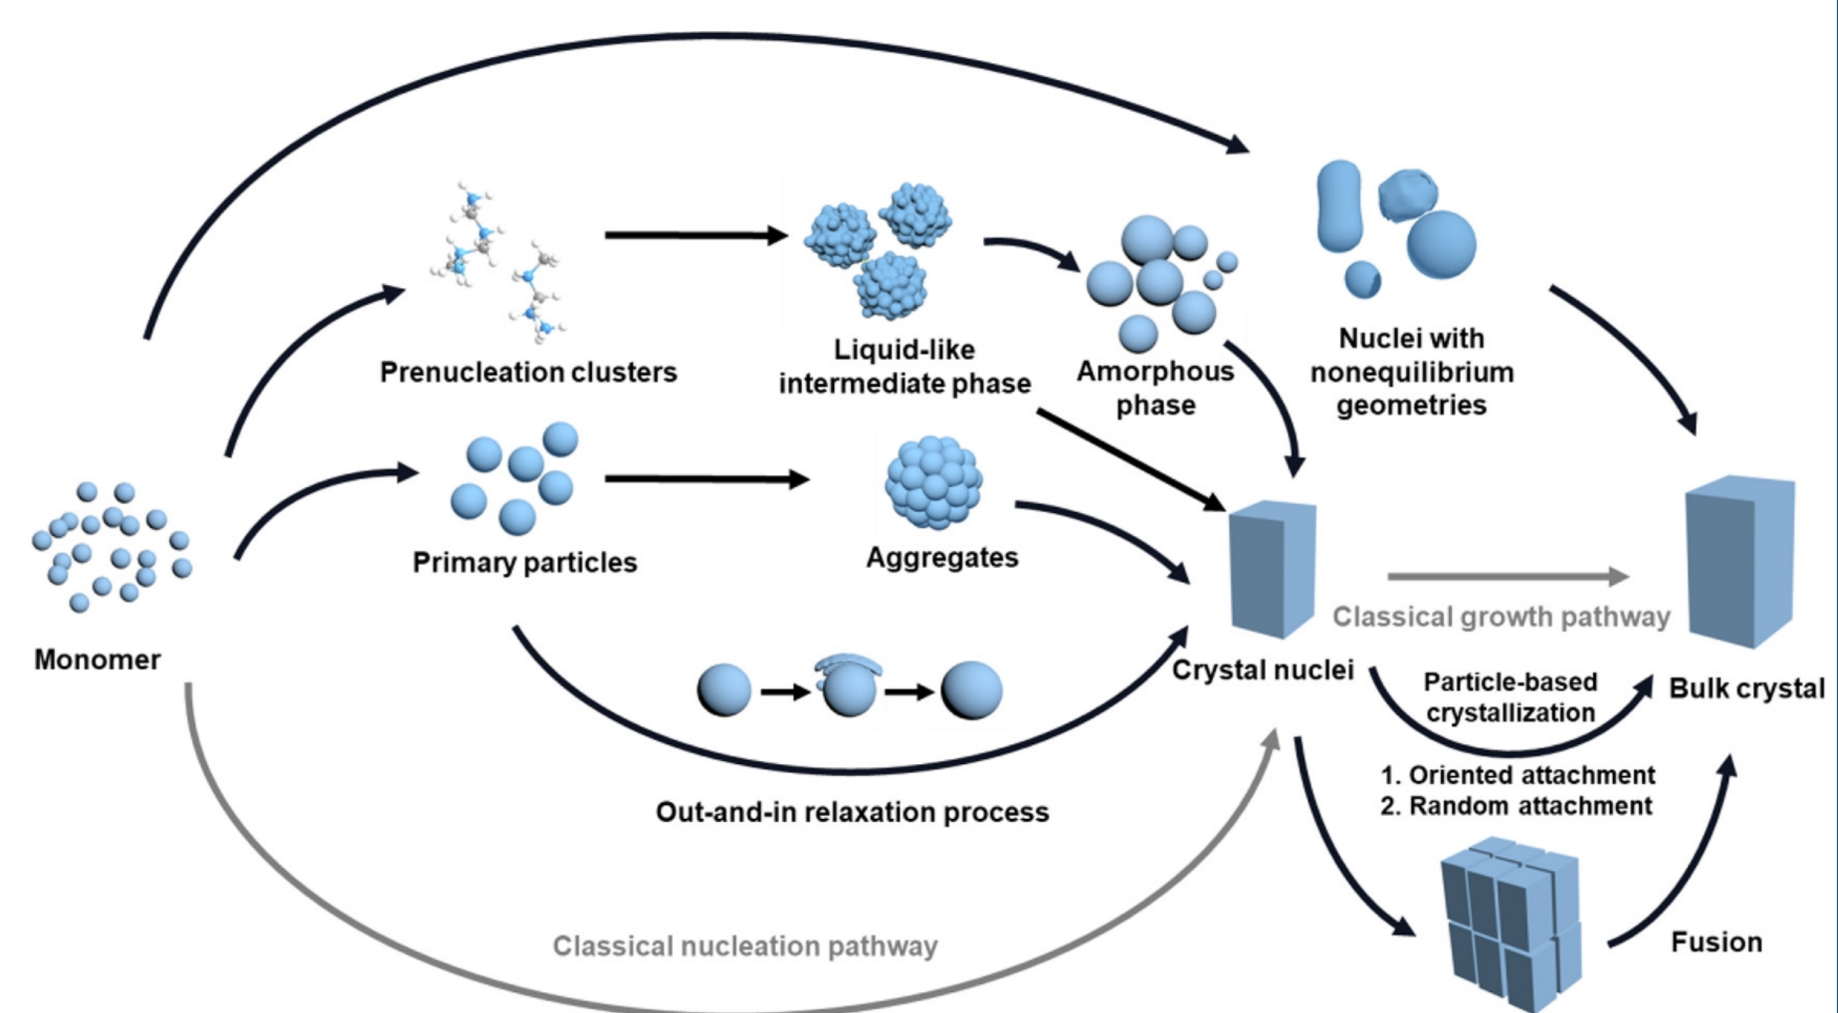 Prenucleation clusters
Liquid-like
intermediate phase
Amorphous
phase
Nuclei with
nonequilibrium
geometries
Primary particles
Aggregates
Monomer
Crystal nuclei
Classical growth pathway
Bulk crystal
Particle-based
crystallization
1. Oriented attachment
2. Random attachment
Out-and-in relaxation process
Classical nucleation pathway
Fusion